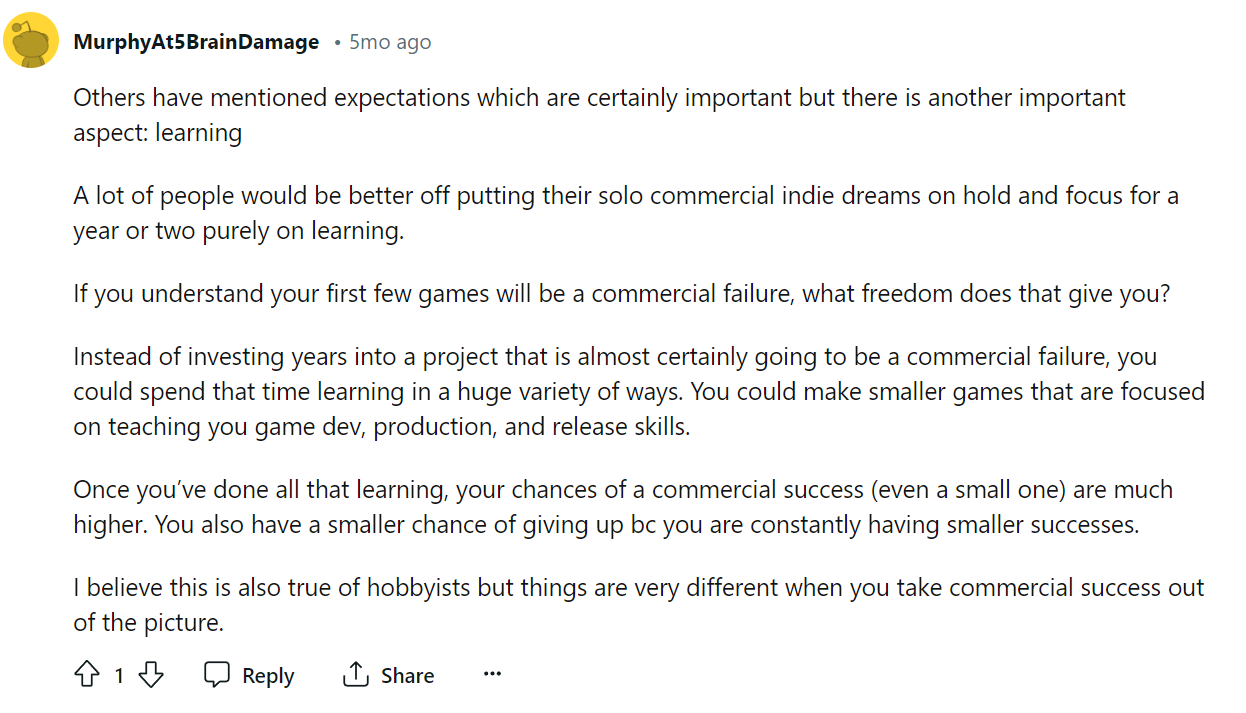 MurphyAt5BrainDamage • 5mo ago
Others have mentioned expectations which are certainly important but there is another important
aspect: learning
A lot of people would be better off putting their solo commercial indie dreams on hold and focus for a
year or two purely on learning.
If you understand your first few games will be a commercial failure, what freedom does that give you?
Instead of investing years into a project that is almost certainly going to be a commercial failure, you
could spend that time learning in a huge variety of ways. You could make smaller games that are focused
on teaching you game dev, production, and release skills.
Once you’ve done all that learning, your chances of a commercial success (even a small one) are much
higher. You also have a smaller chance of giving up bc you are constantly having smaller successes.
I believe this is also true of hobbyists but things are very different when you take commercial success out
of the picture.
1 Reply Share ...